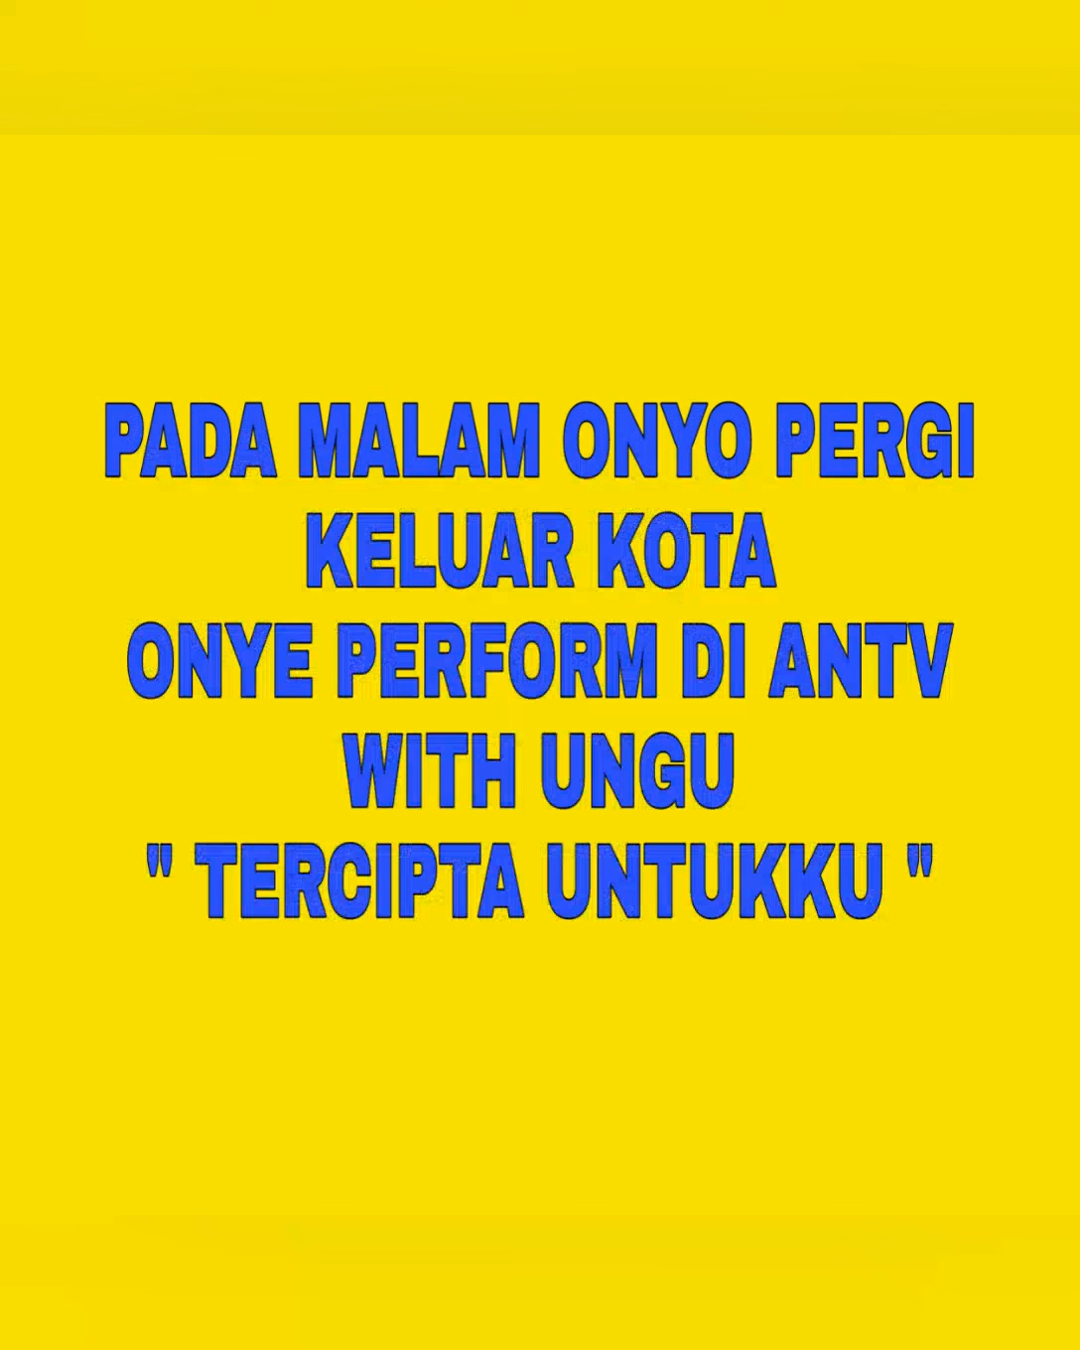 PADA MALAM ONYO PERGI
KELUAR KOTA
ONYE PERFORM DI ANTV
WITH UNGU
" TERCIPTA UNTUKKU "